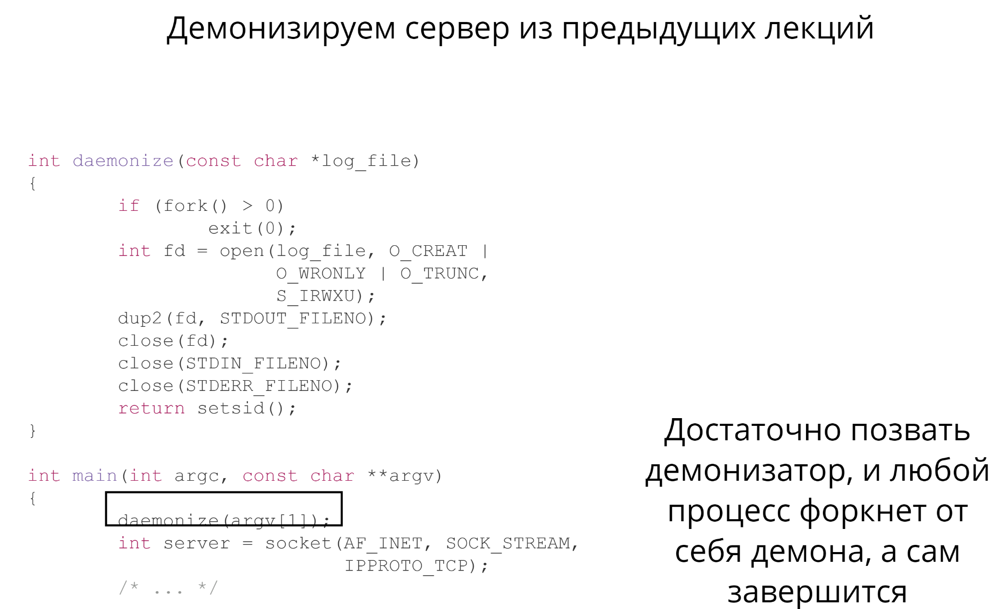 Демонизируем сервер из предыдущих лекций
int daemonize(const char *log_file)
{
        if (fork() > 0)
                exit(0);
        int fd = open(log_file, O_CREAT |
                      O_WRONLY | O_TRUNC,
                      S_IRWXU);
        dup2(fd, STDOUT_FILENO);
        close(fd);
        close(STDIN_FILENO);
        close(STDERR_FILENO);
        return setsid();
}
int main(int argc, const char **argv)
{
        daemonize(argv[1]);
        int server = socket(AF_INET, SOCK_STREAM,
                            IPPROTO_TCP);
        /* ... */
Достаточно позвать
демонизатор, и любой
процесс форкнет от
себя демона, а сам
завершится